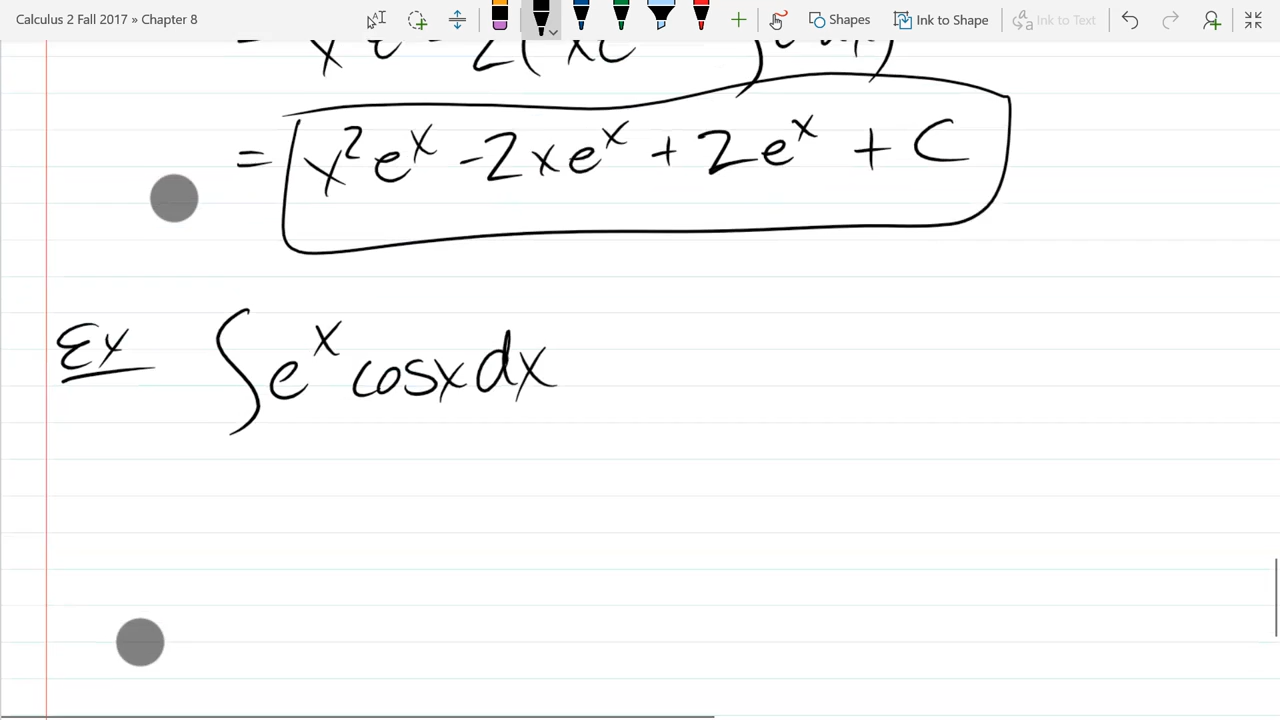 Calculus 2 Fall 2017 » Chapter 8
Shapes
Ink to Shape
Ink to Text
= x²eˣ - 2xeˣ + 2eˣ + C
Ex ∫eˣ cosx dx